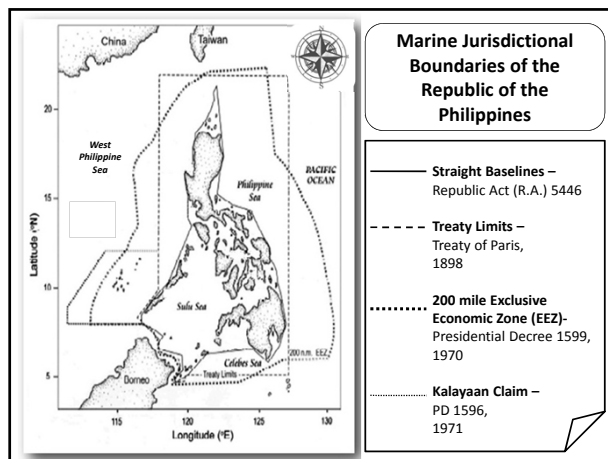 China
Taiwan
N
W
E
S
20
West
Philippine
Sea
PACIFIC
OCEAN
Philippine
Sea
Latitude (°N)
15
10
Sulu Sea
200 n.m. EEZ
Celebes Sea
Treaty Limits
Borneo
5
115
120
125
130
Longitude (°E)
Marine Jurisdictional
Boundaries of the
Republic of the
Philippines
Straight Baselines –
Republic Act (R.A.) 5446
Treaty Limits –
Treaty of Paris,
1898
200 mile Exclusive
Economic Zone (EEZ)-
Presidential Decree 1599,
1970
Kalayaan Claim –
PD 1596,
1971